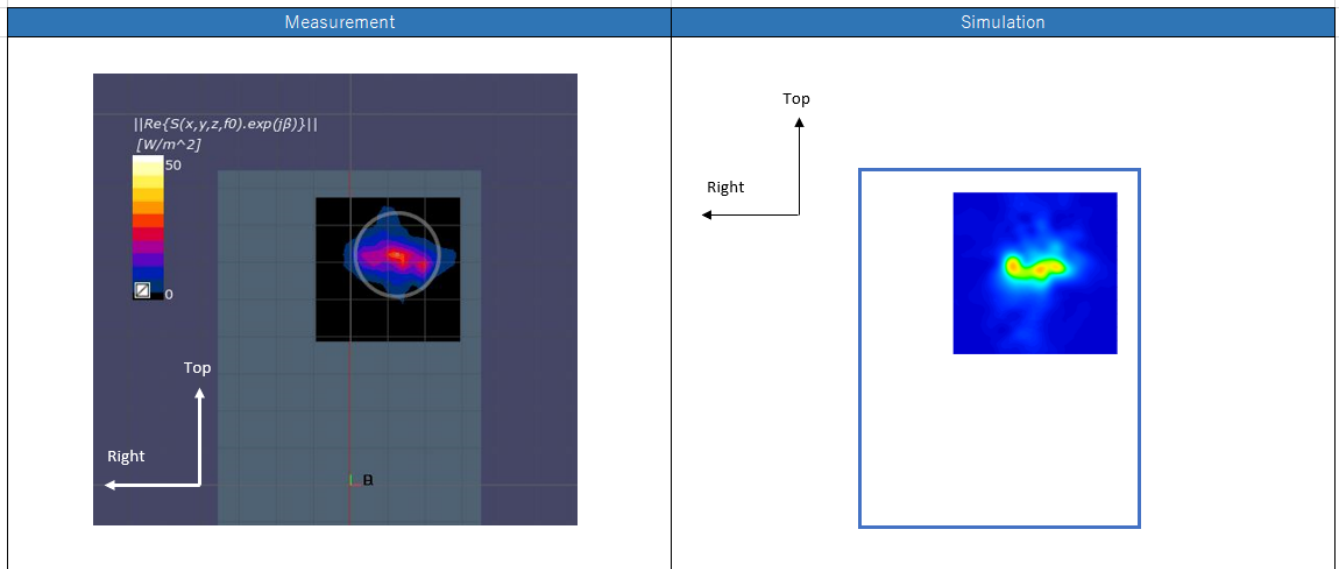 Measurement
Simulation
||Re{S(x,y,z,f0).exp(jβ)}||
[W/m^2]
50
0
Top
Right
Top
Right